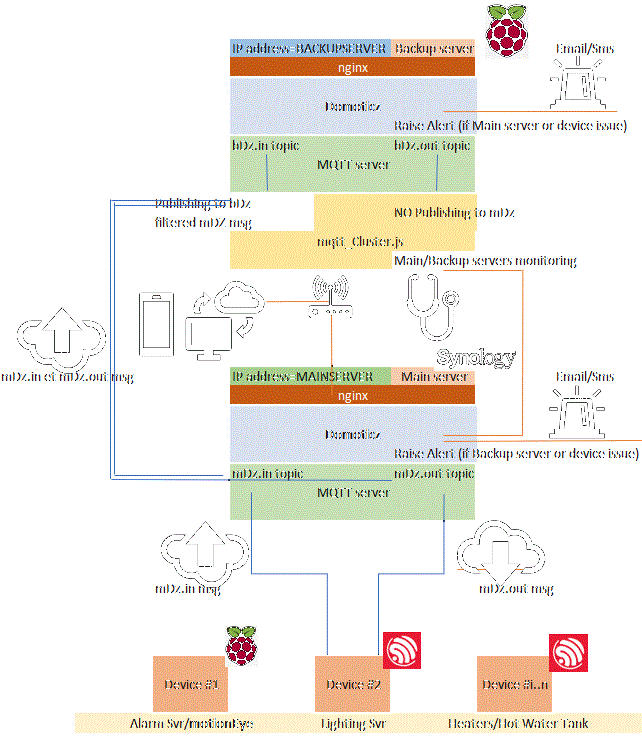 IP address=BACKUPSERVER Backup server
Email/Sms
nginx
Domoticz
Raise Alert (if Main server or device issue)
bDz.in topic
bDz.out topic
MQTT server
Publishing to bDz
filtered mDZ msg
NO Publishing to mDz
mqtt_Cluster.js
Main/Backup servers monitoring
Synology
mDz.in et mDz.out msg
IP address=MAINSERVER Main server
Email/Sms
nginx
Domoticz
Raise Alert (if Backup server or device issue)
mDz.in topic
mDz.out topic
MQTT server
mDz.in msg
mDz.out msg
Device #1
Device #2
Device #i..n
Alarm Svr/motionEye
Lighting Svr
Heaters/Hot Water Tank